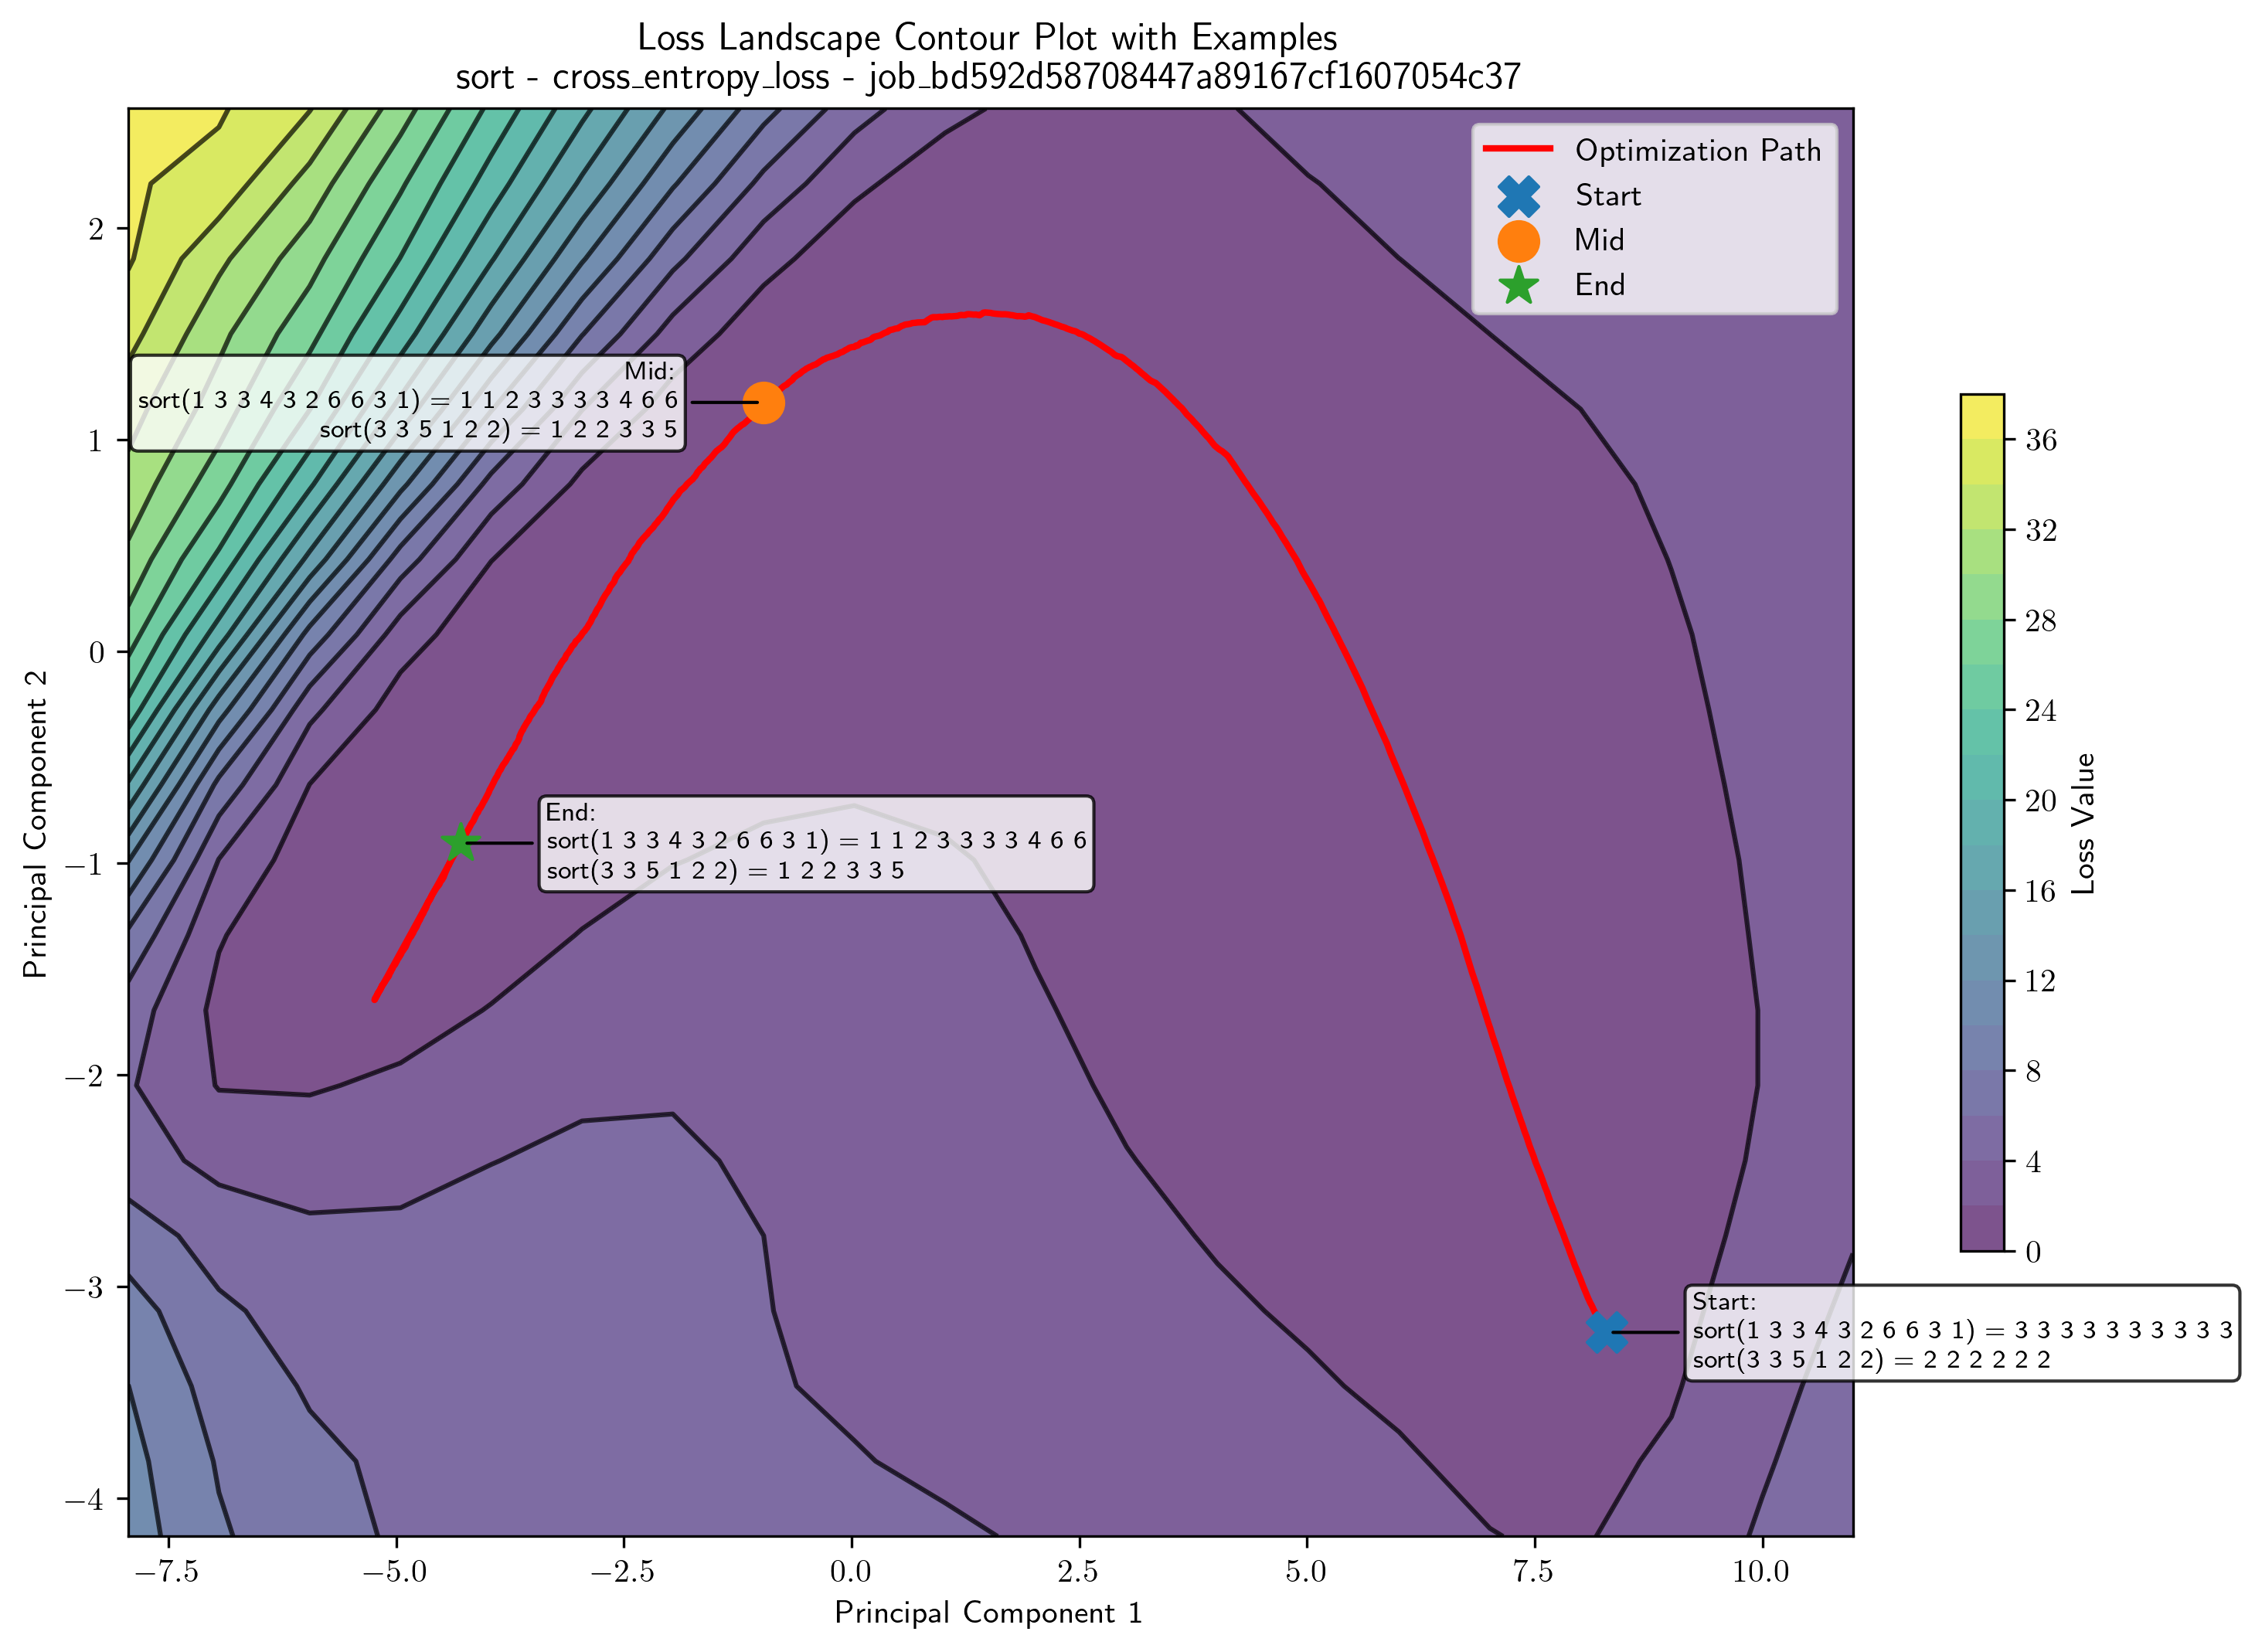 Loss Landscape Contour Plot with Examples
sort - cross_entropy_loss - job_bd592d58708447a89167cf1607054c37
Optimization Path
Start
Mid
End
Mid:
sort(1 3 3 4 3 2 6 6 3 1) = 1 1 2 3 3 3 3 4 6 6
sort(3 3 5 1 2 2) = 1 2 2 3 3 5
End:
sort(1 3 3 4 3 2 6 6 3 1) = 1 1 2 3 3 3 3 4 6 6
sort(3 3 5 1 2 2) = 1 2 2 3 3 5
Start:
sort(1 3 3 4 3 2 6 6 3 1) = 3 3 3 3 3 3 3 3 3 3
sort(3 3 5 1 2 2) = 2 2 2 2 2 2
Principal Component 2
2
1
0
−1
−2
−3
−4
−7.5
−5.0
−2.5
0.0
2.5
5.0
7.5
10.0
Principal Component 1
36
32
28
24
20
16
12
8
4
0
Loss Value